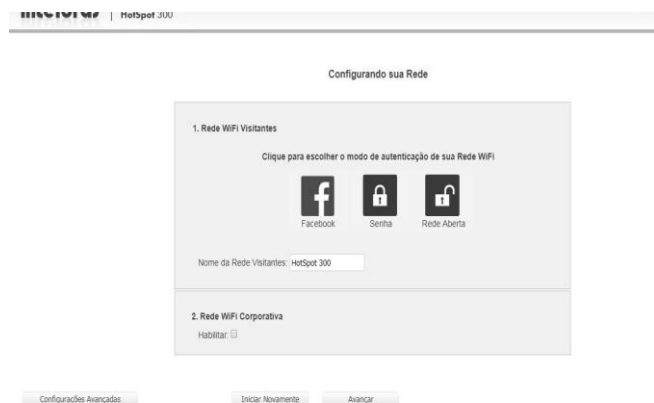 intelbras | HotSpot 300
Configurando sua Rede
1. Rede WiFi Visitantes
Clique para escolher o modo de autenticação de sua Rede WiFi
Facebook Senha Rede Aberta
Nome da Rede Visitantes: HotSpot 300
2. Rede WiFi Corporativa
Habilitar:
Configurações Avançadas Iniciar Novamente Avançar